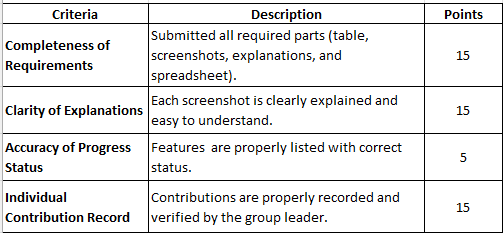 Criteria Description Points
Completeness of
Requirements
Submitted all required parts (table,
screenshots, explanations, and
spreadsheet).
15
Clarity of Explanations
Each screenshot is clearly explained and
easy to understand.
15
Accuracy of Progress
Status
Features are properly listed with correct
status.
5
Individual
Contribution Record
Contributions are properly recorded and
verified by the group leader.
15